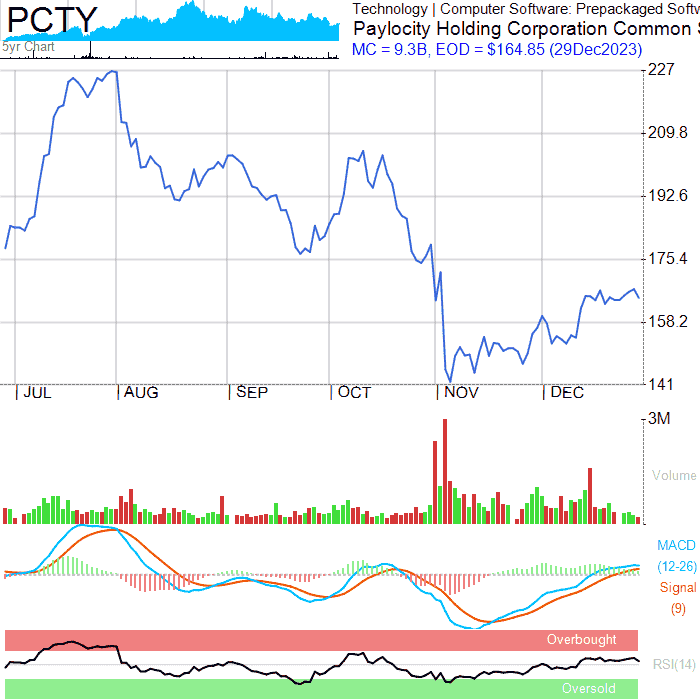 PCTY
5yr Chart
Technology | Computer Software: Prepackaged Softw
Paylocity Holding Corporation Common S
MC = 9.3B, EOD = $164.85 (29Dec2023)
227
209.8
192.6
175.4
158.2
141
JUL AUG SEP OCT NOV DEC
3M
Volume
MACD
(12-26)
Signal
(9)
Overbought
RSI(14)
Oversold